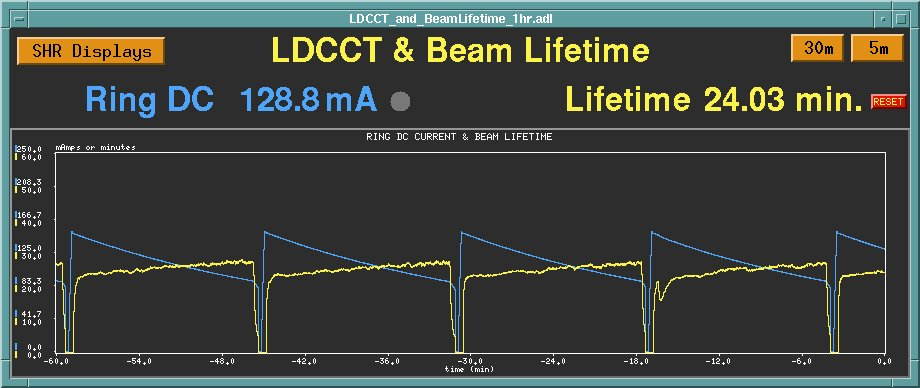 LDCCT_and_BeamLifetime_1hr.adl
SHR Displays
LDCCT & Beam Lifetime
30m
5m
Ring DC 128.8 mA
Lifetime 24.03 min.
RESET
RING DC CURRENT & BEAM LIFETIME
mAmps or minutes
250.0
60.0
208.3
50.0
166.7
40.0
125.0
30.0
83.3
20.0
41.7
10.0
0.0
0.0
-60.0 -54.0 -48.0 -42.0 -36.0 -30.0 -24.0 -18.0 -12.0 -6.0 0.0
time (min)